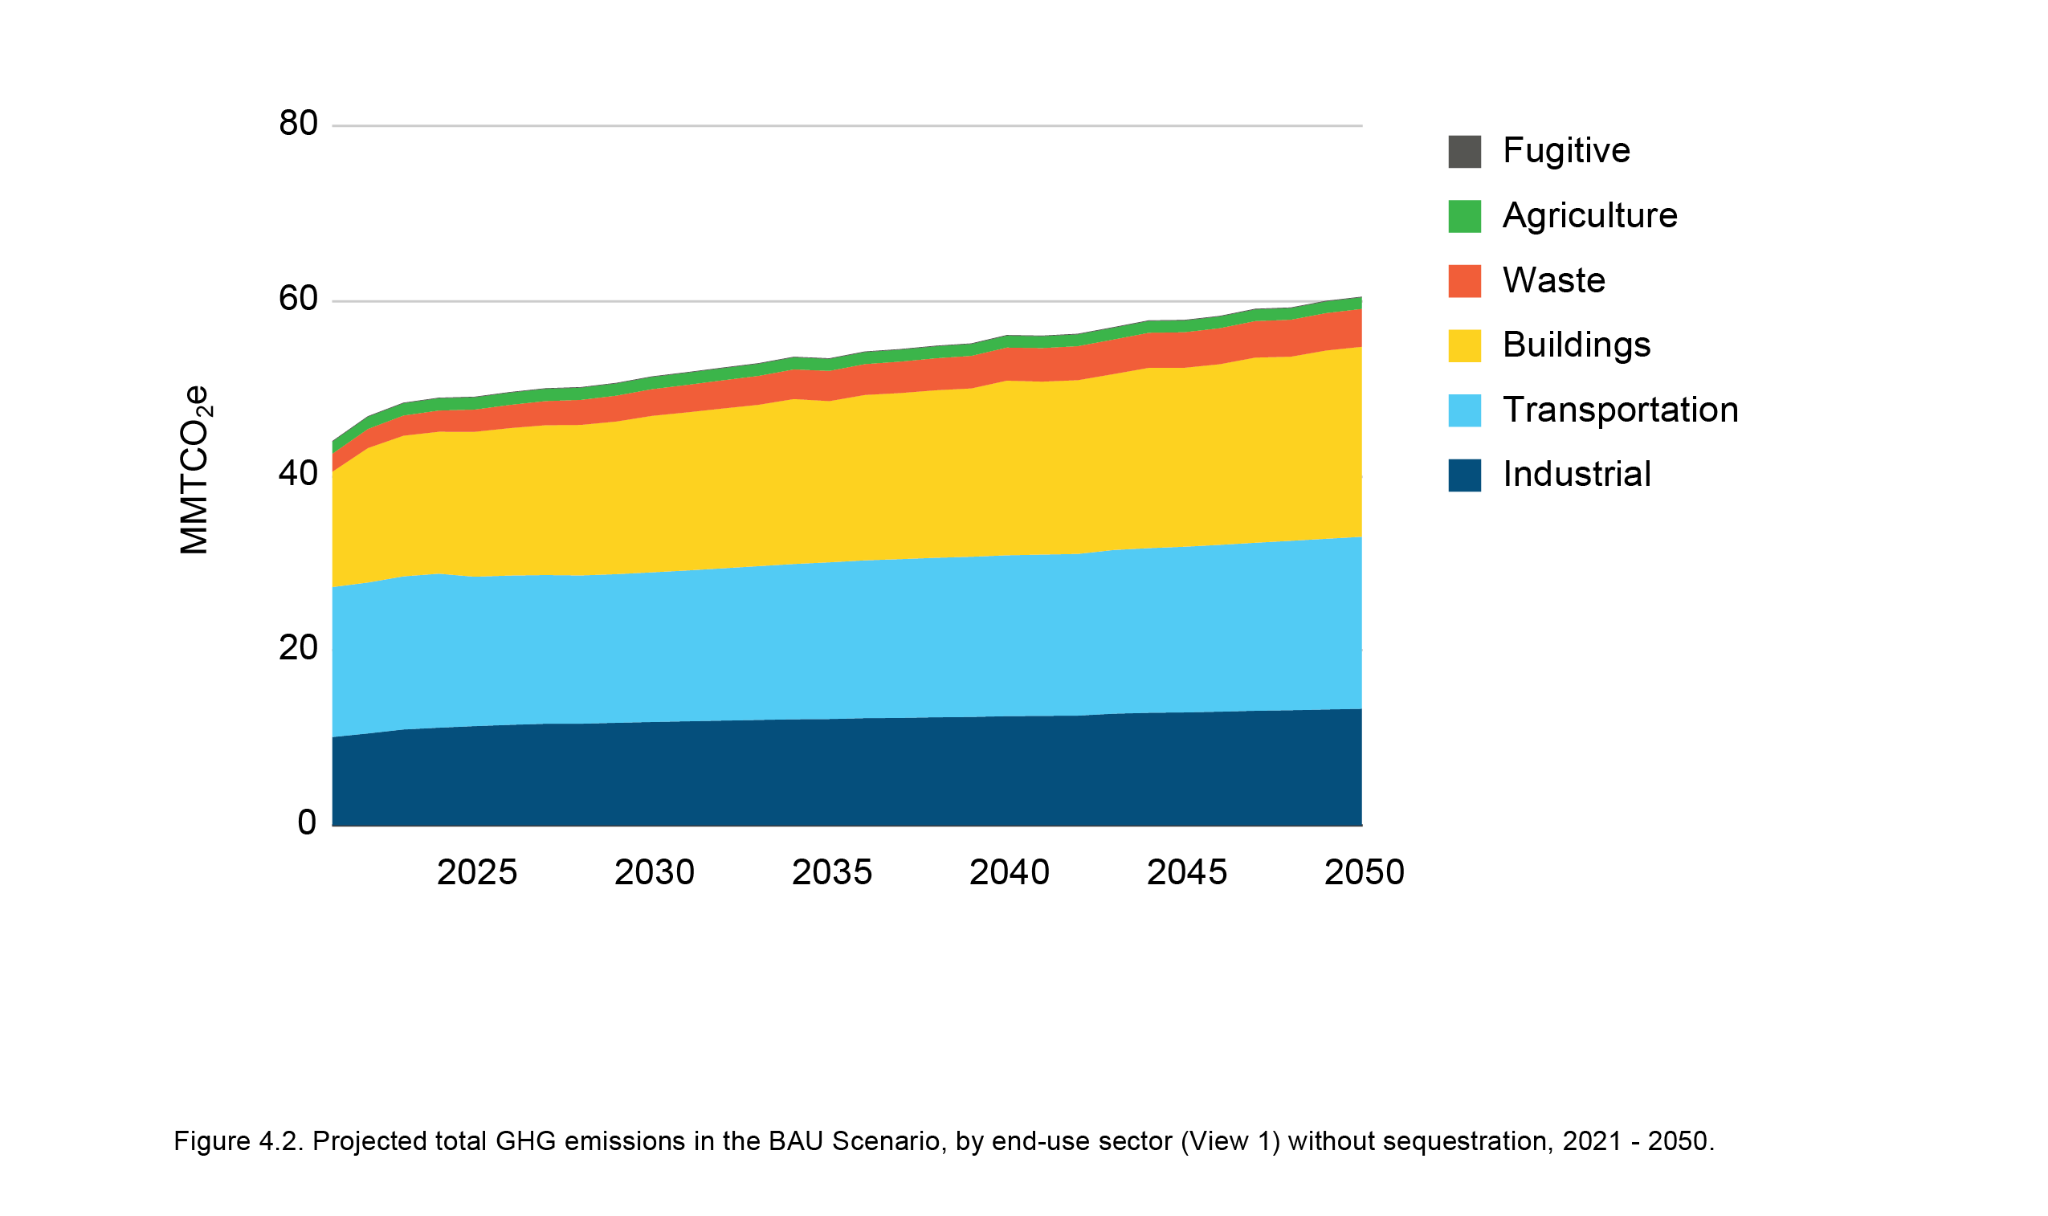 80
60
40
20
0
MMTCO₂e
2025
2030
2035
2040
2045
2050
Fugitive
Agriculture
Waste
Buildings
Transportation
Industrial
Figure 4.2. Projected total GHG emissions in the BAU Scenario, by end-use sector (View 1) without sequestration, 2021 - 2050.